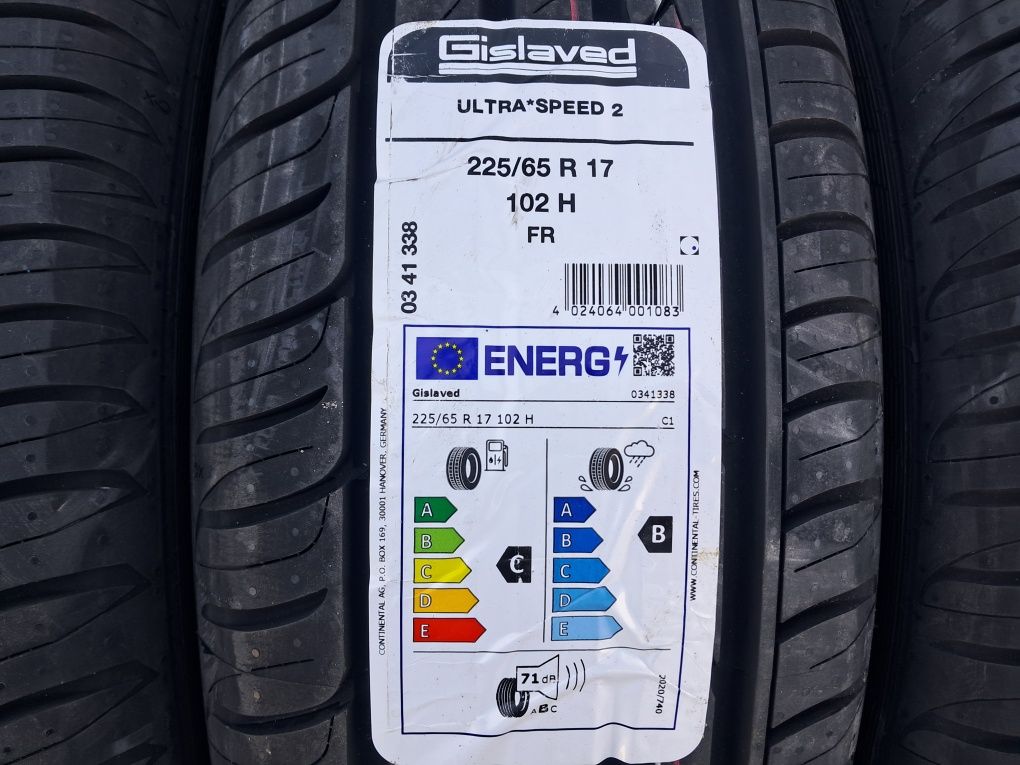 Gislaved
ULTRA*SPEED 2
225/65 R 17
102 H
FR
03 41 338
4 024064 001083
ENERG
Gislaved 0341338
225/65 R 17 102 H C1
A A
B B
C C
D D
E E
C
B
71 dB
ABC
2020/740
CONTINENTAL AG, P.O. BOX 169, 30001 HANOVER, GERMANY
WWW.CONTINENTAL-TIRES.COM